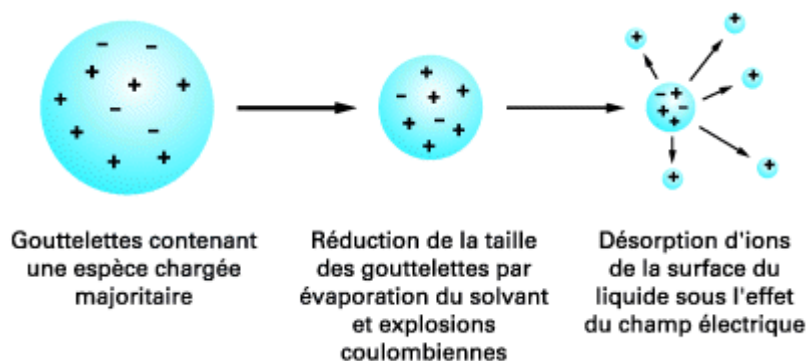 Gouttelettes contenant
une espèce chargée
majoritaire
Réduction de la taille
des gouttelettes par
évaporation du solvant
et explosions
coulombiennes
Désorption d'ions
de la surface du
liquide sous l'effet
du champ électrique